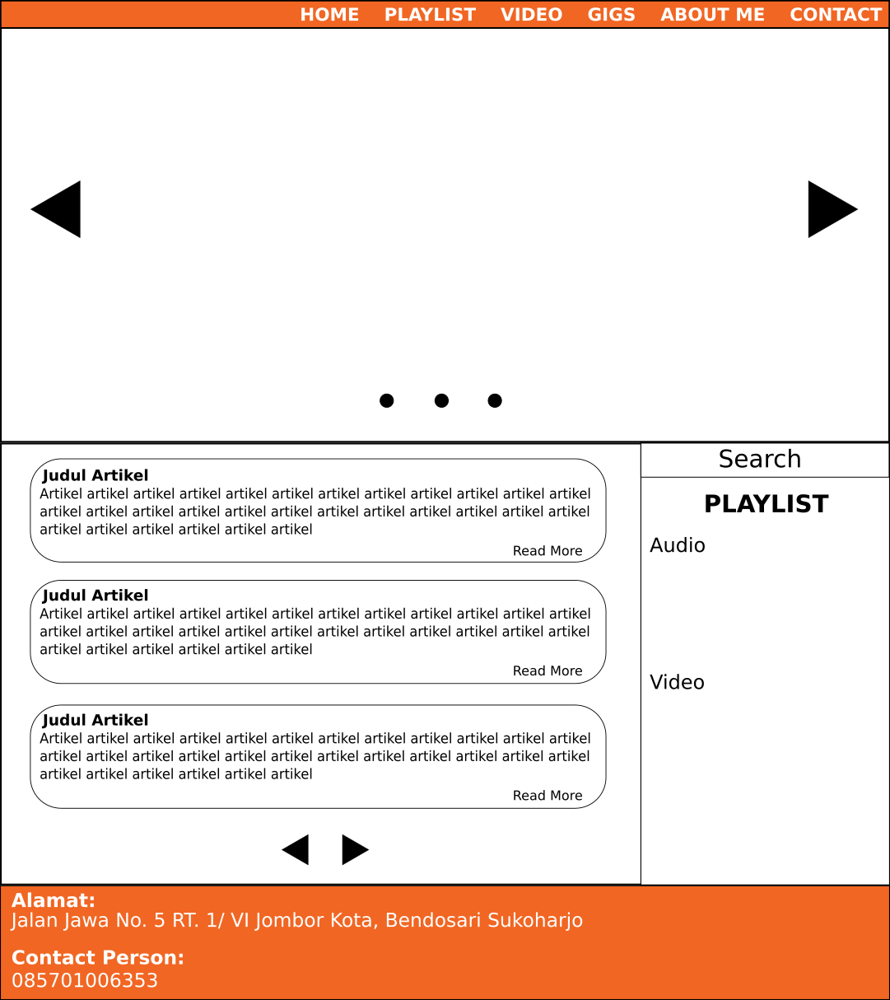 HOME PLAYLIST VIDEO GIGS ABOUT ME CONTACT
Judul Artikel
Artikel artikel artikel artikel artikel artikel artikel artikel artikel artikel artikel artikel
artikel artikel artikel artikel artikel artikel artikel artikel artikel artikel artikel artikel
artikel artikel artikel artikel artikel artikel
Read More
Judul Artikel
Artikel artikel artikel artikel artikel artikel artikel artikel artikel artikel artikel artikel
artikel artikel artikel artikel artikel artikel artikel artikel artikel artikel artikel artikel
artikel artikel artikel artikel artikel artikel
Read More
Judul Artikel
Artikel artikel artikel artikel artikel artikel artikel artikel artikel artikel artikel artikel
artikel artikel artikel artikel artikel artikel artikel artikel artikel artikel artikel artikel
artikel artikel artikel artikel artikel artikel
Read More
Search
PLAYLIST
Audio
Video
Alamat:
Jalan Jawa No. 5 RT. 1/ VI Jombor Kota, Bendosari Sukoharjo
Contact Person:
085701006353